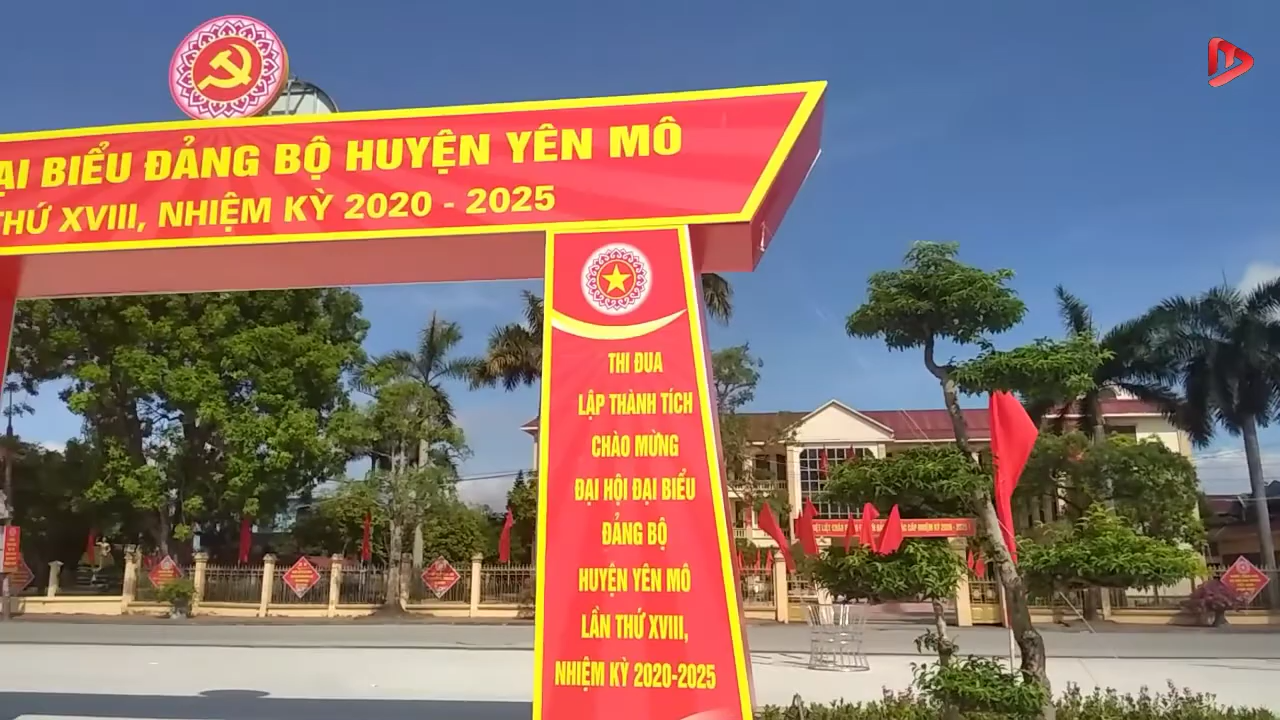 ẠI BIỂU ĐẢNG BỘ HUYỆN YÊN MÔ
THỨ XVIII, NHIỆM KỲ 2020 - 2025
THI ĐUA
LẬP THÀNH TÍCH
CHÀO MỪNG
ĐẠI HỘI ĐẠI BIỂU
ĐẢNG BỘ
HUYỆN YÊN MÔ
LẦN THỨ XVIII,
NHIỆM KỲ 2020-2025